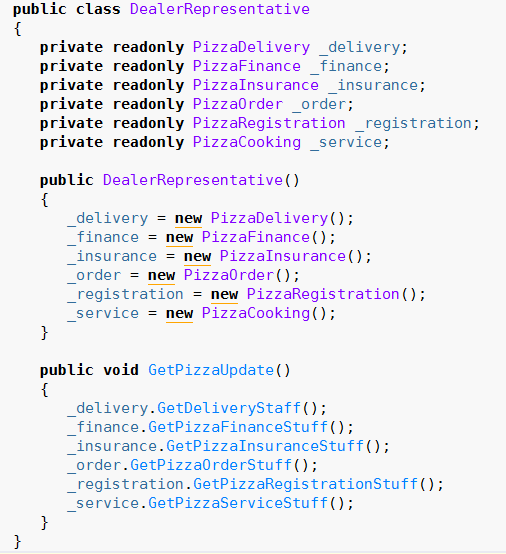 public class DealerRepresentative
{
private readonly PizzaDelivery _delivery;
private readonly PizzaFinance _finance;
private readonly PizzaInsurance _insurance;
private readonly PizzaOrder _order;
private readonly PizzaRegistration _registration;
private readonly PizzaCooking _service;
public DealerRepresentative()
{
_delivery = new PizzaDelivery();
_finance = new PizzaFinance();
_insurance = new PizzaInsurance();
_order = new PizzaOrder();
_registration = new PizzaRegistration();
_service = new PizzaCooking();
}
public void GetPizzaUpdate()
{
_delivery.GetDeliveryStaff();
_finance.GetPizzaFinanceStuff();
_insurance.GetPizzaInsuranceStuff();
_order.GetPizzaOrderStuff();
_registration.GetPizzaRegistrationStuff();
_service.GetPizzaServiceStuff();
}
}